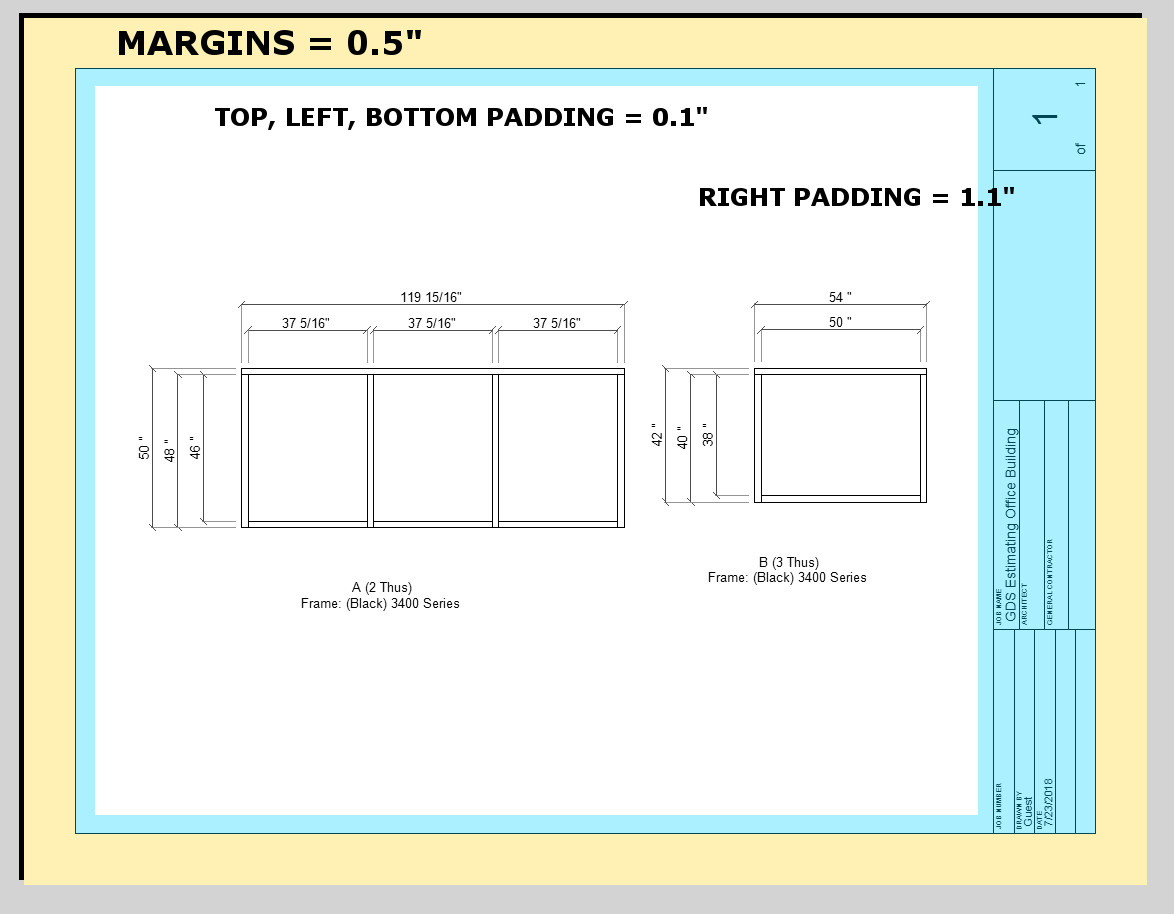 MARGINS = 0.5"
TOP, LEFT, BOTTOM PADDING = 0.1"
RIGHT PADDING = 1.1"
1
of
1
119 15/16"
37 5/16"
37 5/16"
37 5/16"
50 "
48 "
46 "
A (2 Thus)
Frame: (Black) 3400 Series
54 "
50 "
42 "
40 "
38 "
B (3 Thus)
Frame: (Black) 3400 Series
JOB NAME
GDS Estimating Office Building
ARCHITECT
GENERAL CONTRACTOR
JOB NUMBER
DRAWN BY
Guest
DATE
7/23/2018